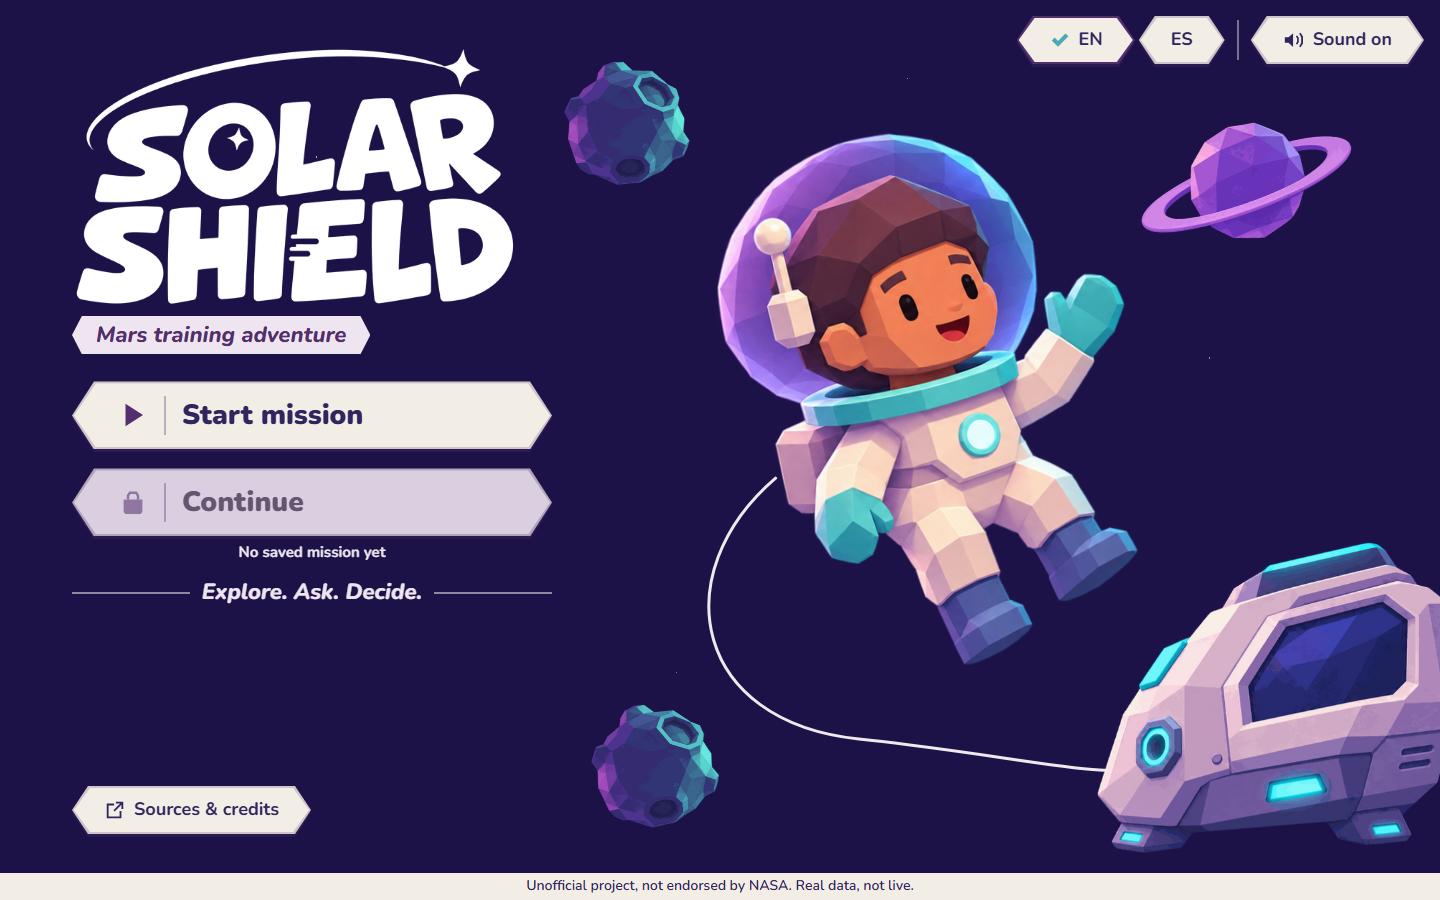 EN
ES
Sound on
SOLAR
SHIELD
Mars training adventure
Start mission
Continue
No saved mission yet
Explore. Ask. Decide.
Sources & credits
Unofficial project, not endorsed by NASA. Real data, not live.